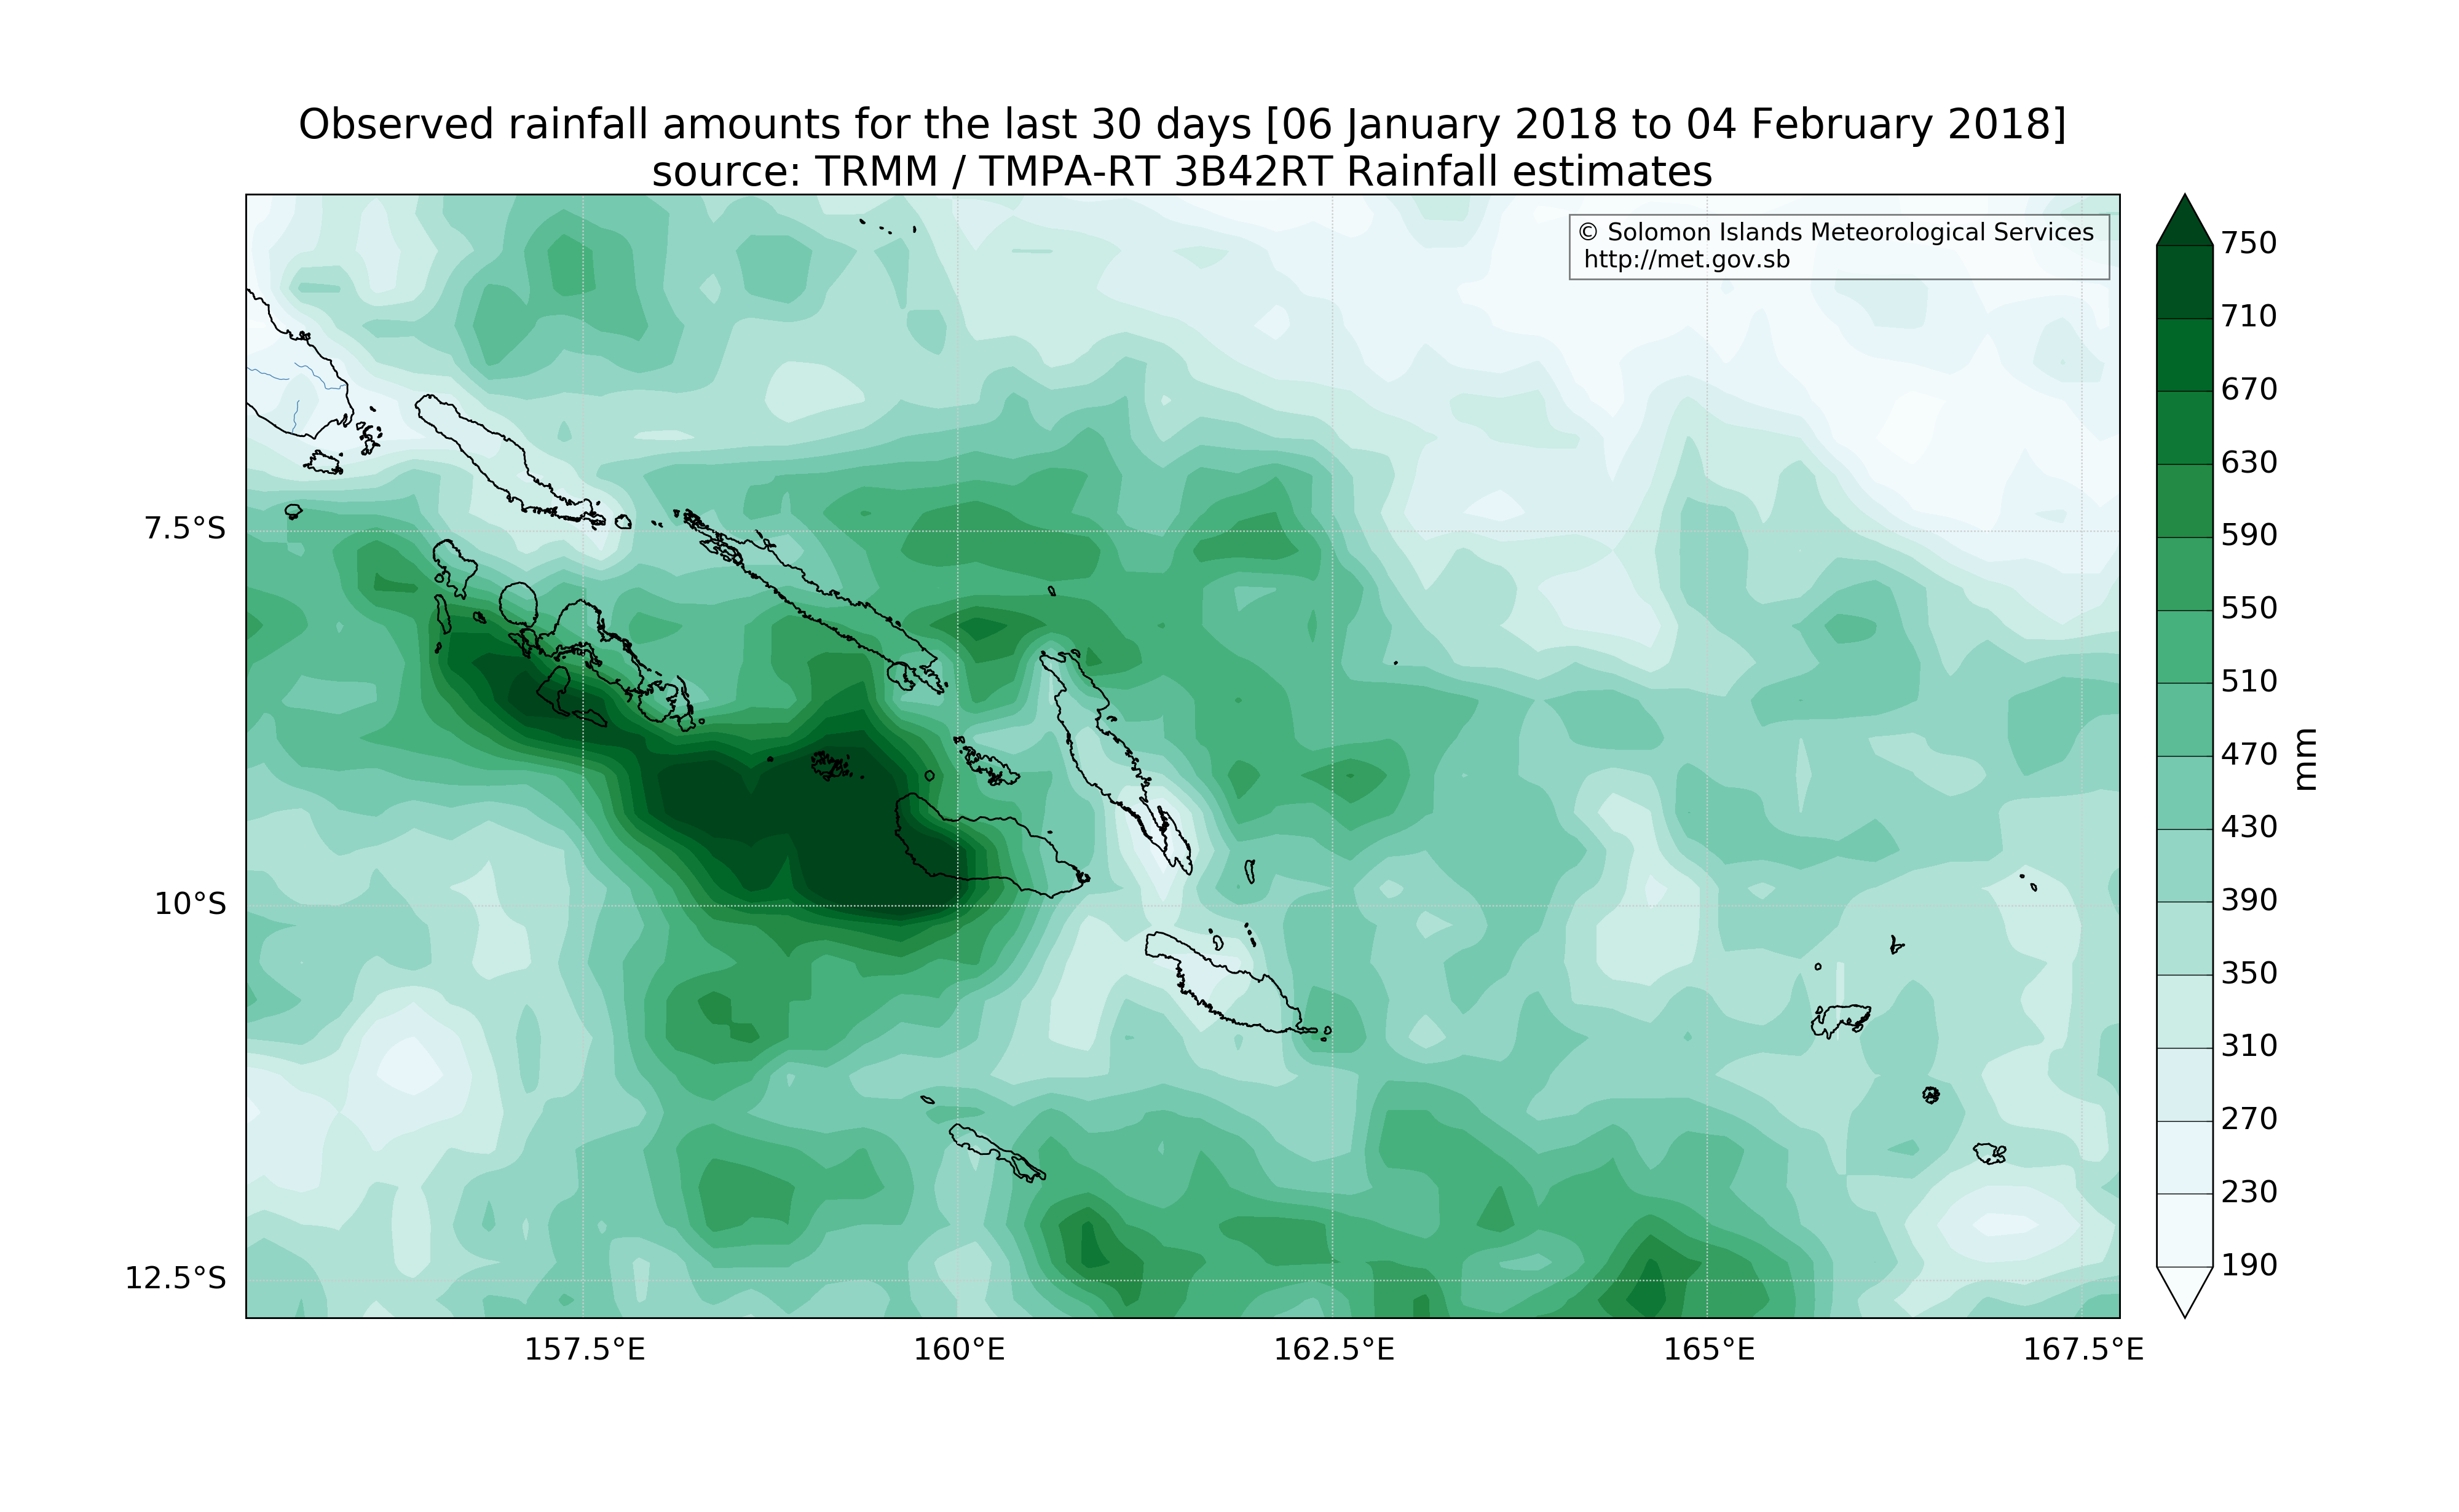 Observed rainfall amounts for the last 30 days [06 January 2018 to 04 February 2018]
source: TRMM / TMPA-RT 3B42RT Rainfall estimates
© Solomon Islands Meteorological Services
http://met.gov.sb
7.5°S
10°S
12.5°S
157.5°E
160°E
162.5°E
165°E
167.5°E
750
710
670
630
590
550
510
470
430
390
350
310
270
230
190
mm